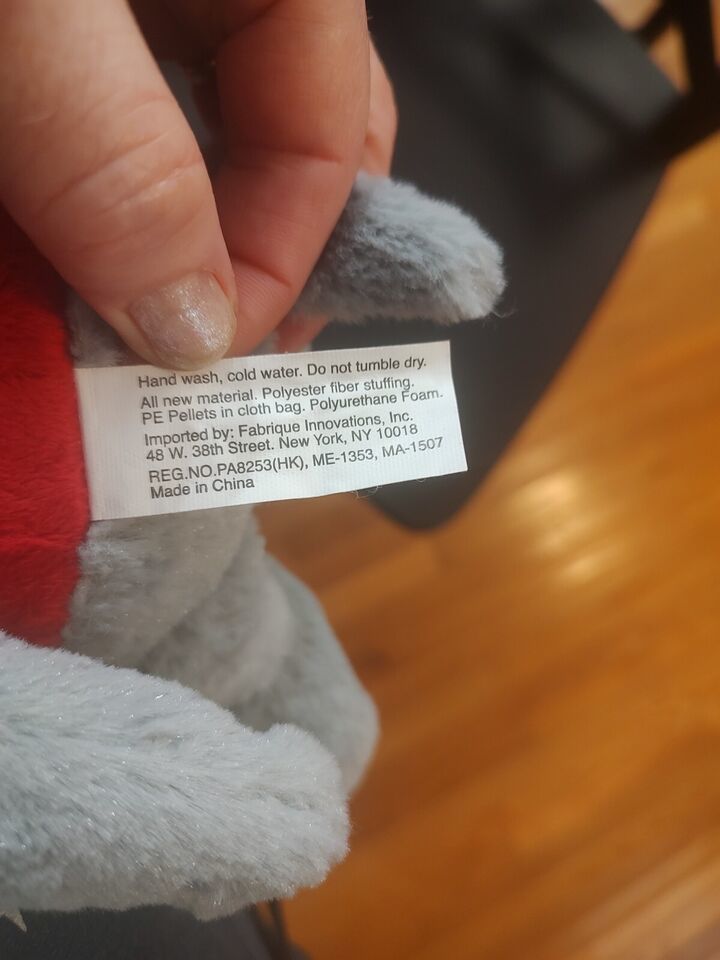 Hand wash, cold water. Do not tumble dry.
All new material. Polyester fiber stuffing.
PE Pellets in cloth bag. Polyurethane Foam.
Imported by: Fabrique Innovations, Inc.
48 W. 38th Street. New York, NY 10018
REG.NO.PA8253(HK), ME-1353, MA-1507
Made in China